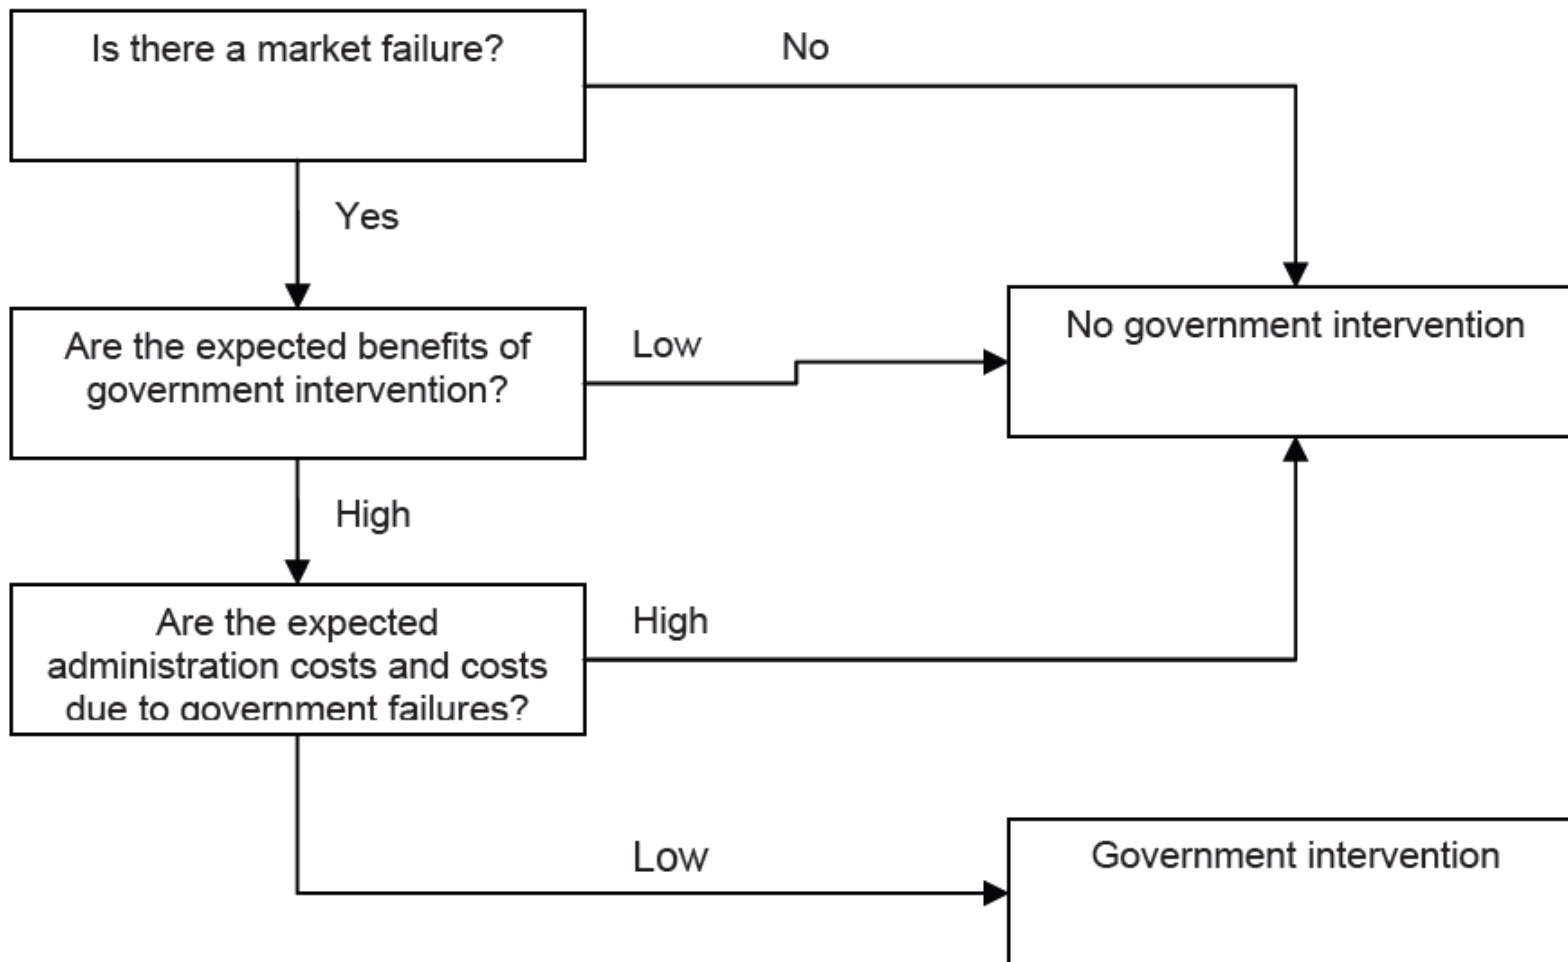 Is there a market failure?
No
Yes
Are the expected benefits of
government intervention?
Low
No government intervention
High
Are the expected
administration costs and costs
due to government failures?
High
Low
Government intervention